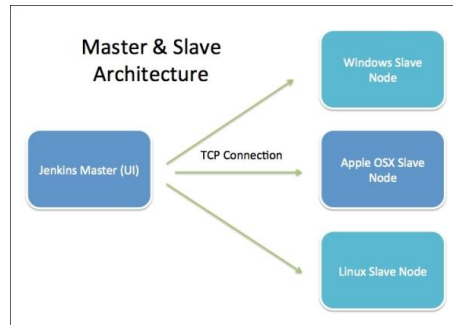 Master & Slave
Architecture
Windows Slave
Node
TCP Connection
Jenkins Master (UI)
Apple OSX Slave
Node
Linux Slave Node